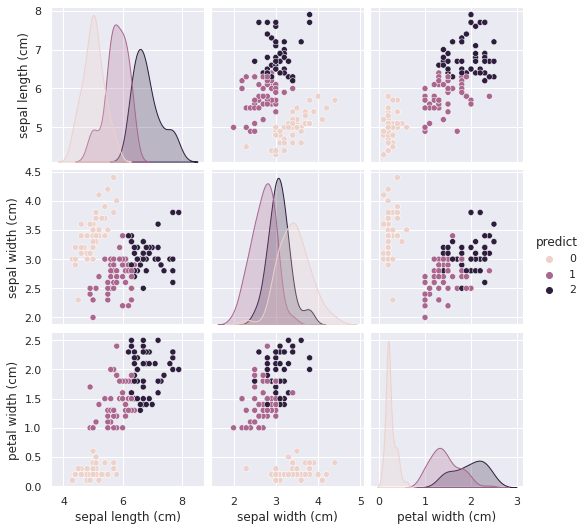 8
7
6
5
sepal length (cm)
4.5
4.0
3.5
3.0
2.5
2.0
sepal width (cm)
predict
0
1
2
2.5
2.0
1.5
1.0
0.5
0.0
petal width (cm)
4 6 8
2 3 4 5
0 1 2 3
sepal length (cm)
sepal width (cm)
petal width (cm)